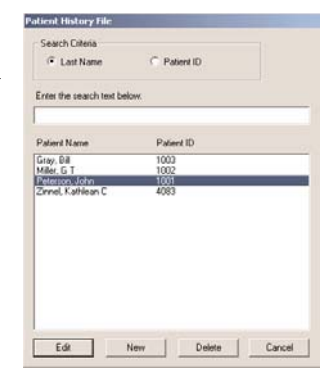 Patient History File
Search Criteria
Last Name Patient ID
Enter the search text below.
Patient Name Patient ID
Gray, Bill 1003
Miller, G T 1002
Peterson, John 1001
Zinnel, Kathlean C 4083
Edit New Delete Cancel